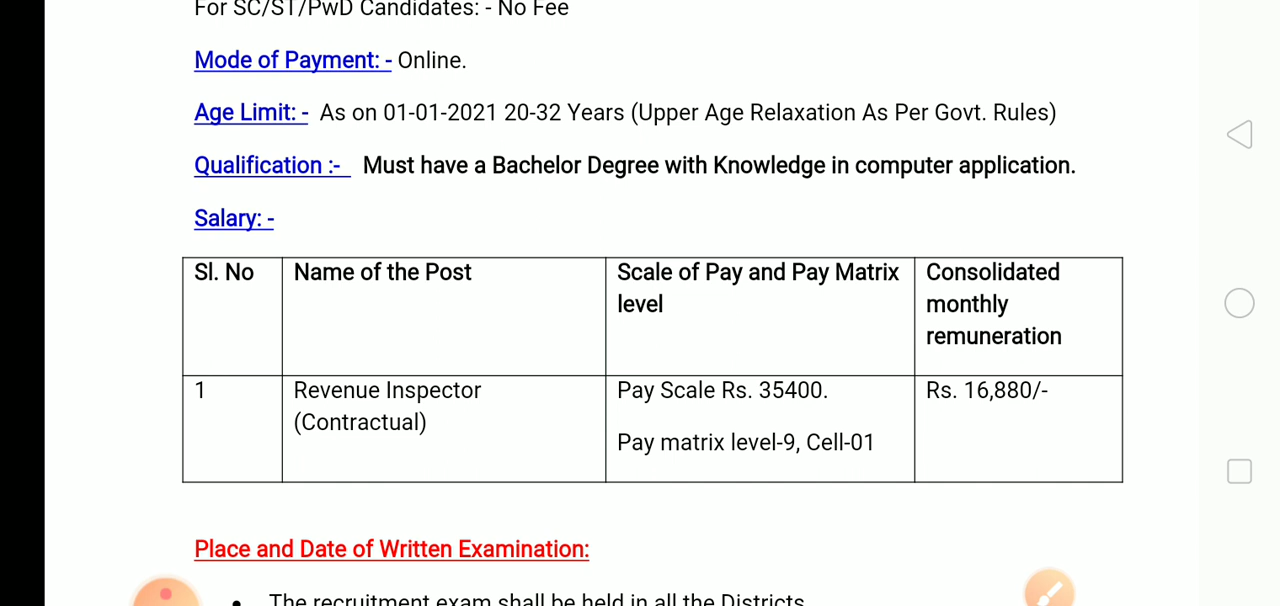 For SC/ST/PwD Candidates: - No Fee
Mode of Payment: - Online.
Age Limit: - As on 01-01-2021 20-32 Years (Upper Age Relaxation As Per Govt. Rules)
Qualification :- Must have a Bachelor Degree with Knowledge in computer application.
Salary: -
Sl. No
Name of the Post
Scale of Pay and Pay Matrix
level
Consolidated
monthly
remuneration
1
Revenue Inspector
(Contractual)
Pay Scale Rs. 35400.
Pay matrix level-9, Cell-01
Rs. 16,880/-
Place and Date of Written Examination:
• The recruitment exam shall be held in all the Districts